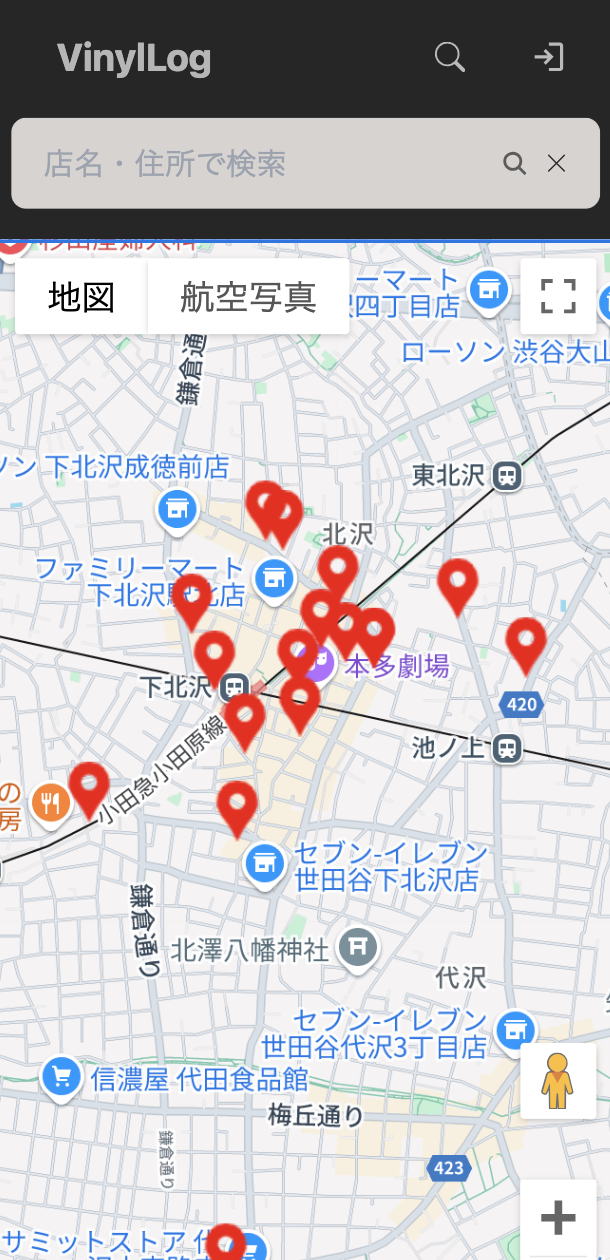 VinylLog
店名・住所で検索
地図
航空写真
四丁目店
ローソン 渋谷大山
鎌倉通
東北沢
ソン 下北沢成徳前店
北沢
ファミリーマート
下北沢駅北店
本多劇場
下北沢
420
池ノ上
小田急小田原線
の
房
セブン-イレブン
世田谷下北沢店
鎌倉通り
北澤八幡神社
代沢
セブン-イレブン
世田谷代沢3丁目店
信濃屋 代田食品館
梅丘通り
鎌倉通り
423
サミットストア